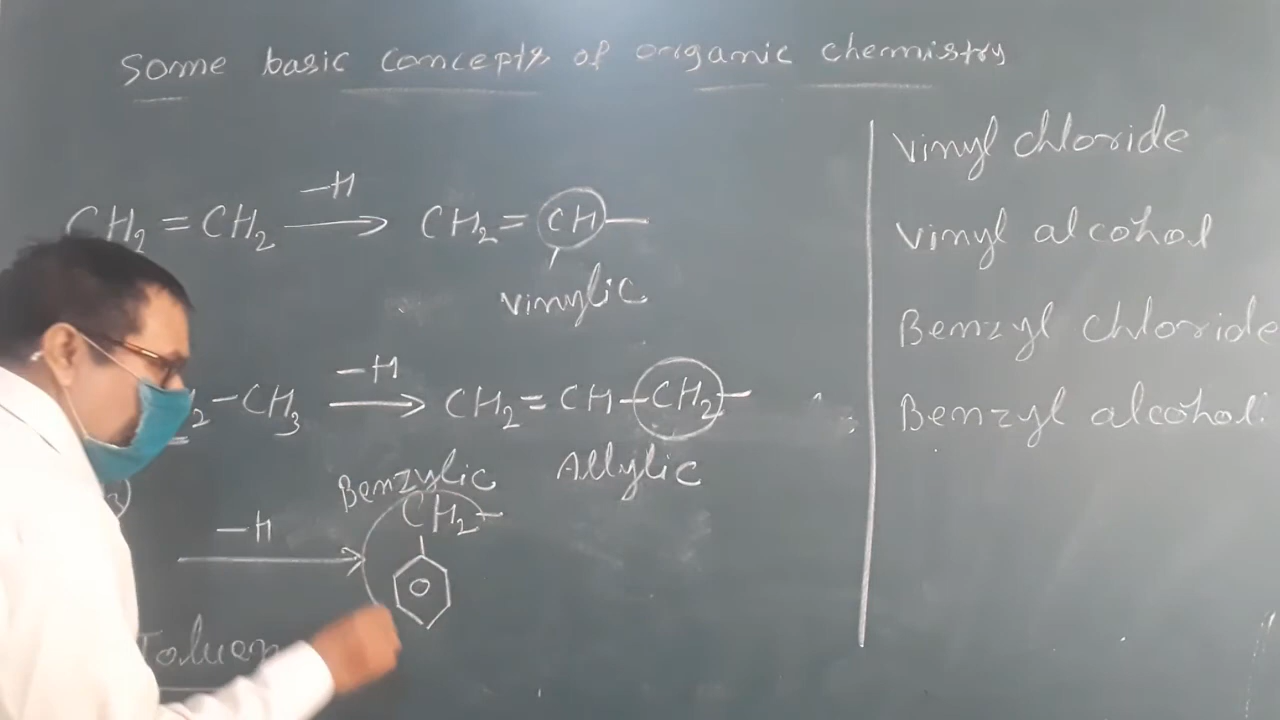 Some basic concepts of organic chemistry
CH₂ = CH₂ —H→ CH₂ = CH—
Vinylic
₂–CH₃ —H→ CH₂ = CH–CH₂–
Benzylic Allylic
–H CH₂–
Toluen
Vinyl chloride
Vinyl alcohol
Benzyl chloride
Benzyl alcohol